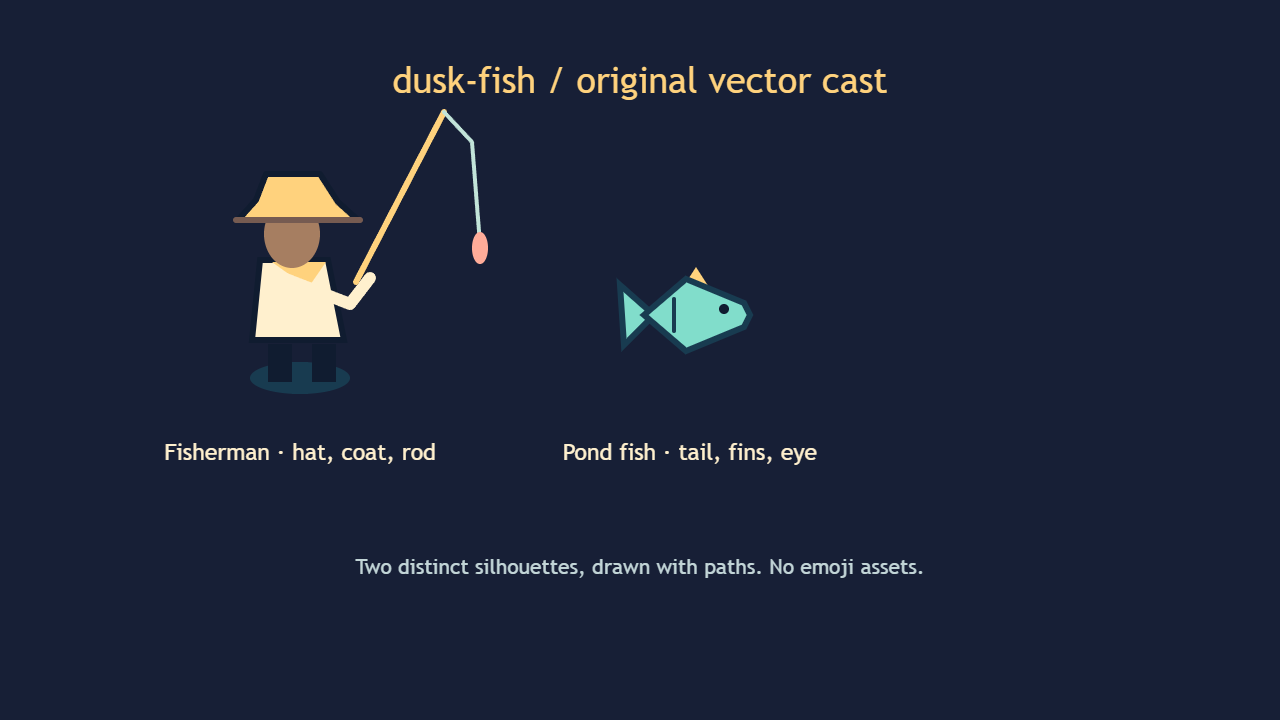 dusk-fish / original vector cast
Fisherman · hat, coat, rod
Pond fish · tail, fins, eye
Two distinct silhouettes, drawn with paths. No emoji assets.